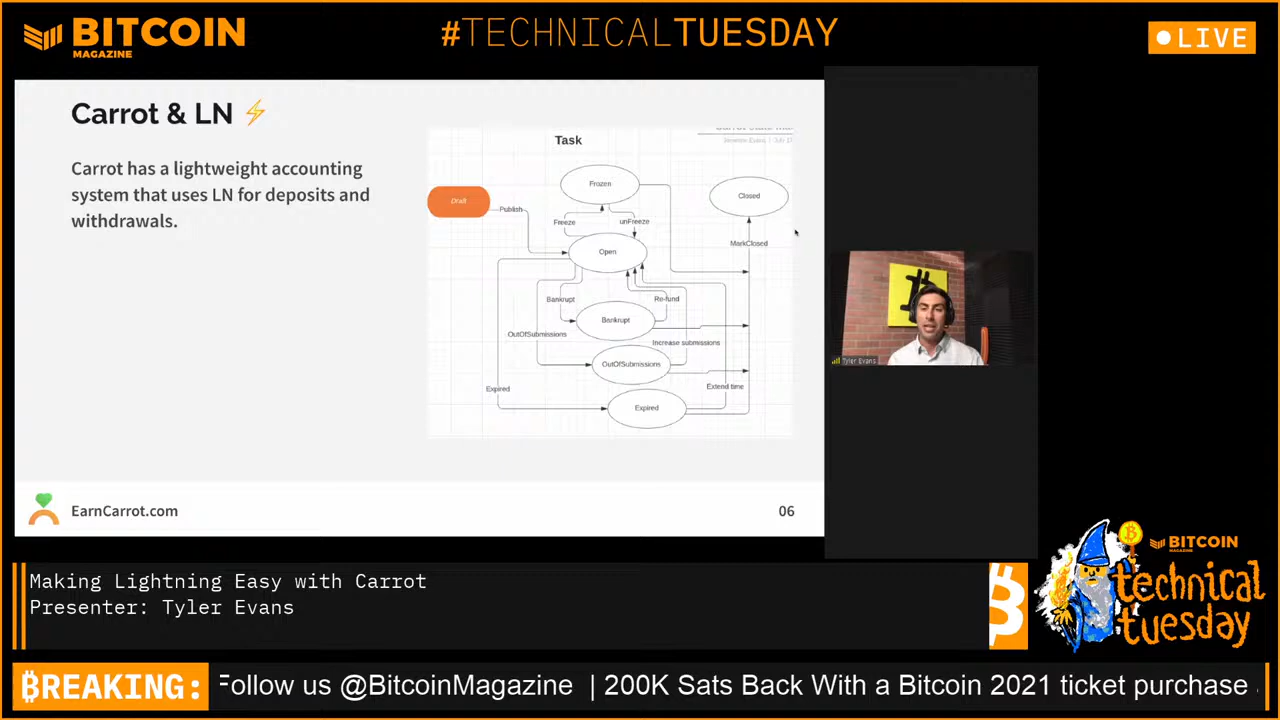 BITCOIN
MAGAZINE
#TECHNICALTUESDAY
LIVE
Carrot & LN ⚡
Carrot has a lightweight accounting
system that uses LN for deposits and
withdrawals.
Task
Draft
Publish
Frozen
Closed
Freeze
unFreeze
Open
MarkClosed
Bankrupt
Re-fund
Bankrupt
OutOfSubmissions
Increase submissions
OutOfSubmissions
Expired
Extend time
Expired
EarnCarrot.com
06
Tyler Evans
Making Lightning Easy with Carrot
Presenter: Tyler Evans
BITCOIN
MAGAZINE
technical
tuesday
₿REAKING:
Follow us @BitcoinMagazine | 200K Sats Back With a Bitcoin 2021 ticket purchase